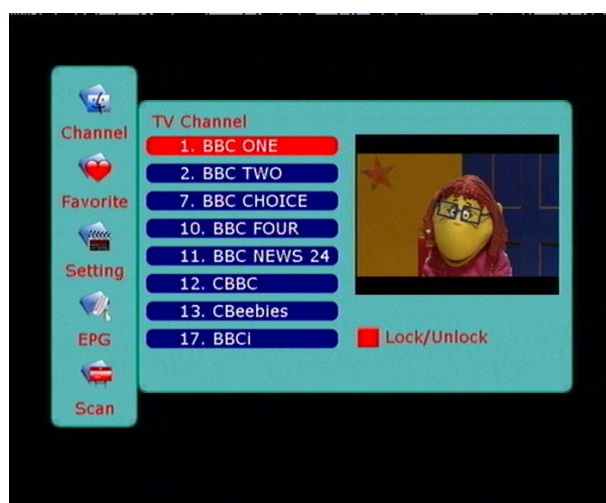 Channel
Favorite
Setting
EPG
Scan
TV Channel
1. BBC ONE
2. BBC TWO
7. BBC CHOICE
10. BBC FOUR
11. BBC NEWS 24
12. CBBC
13. CBeebies
17. BBCi
Lock/Unlock